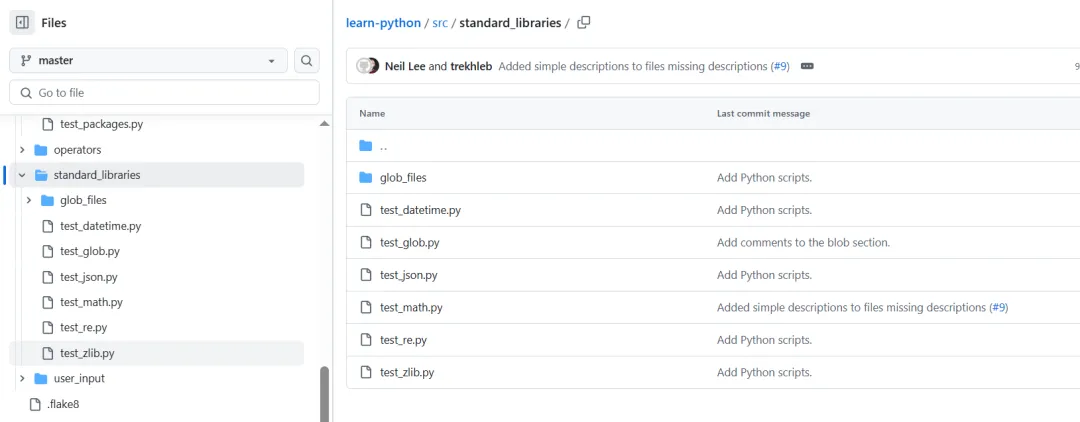 Files
master
Go to file
test_packages.py
operators
standard_libraries
glob_files
test_datetime.py
test_glob.py
test_json.py
test_math.py
test_re.py
test_zlib.py
user_input
.flake8
learn-python / src / standard_libraries /
Neil Lee and trekhleb Added simple descriptions to files missing descriptions (#9) 9
Name Last commit message
..
glob_files Add Python scripts.
test_datetime.py Add Python scripts.
test_glob.py Add comments to the blob section.
test_json.py Add Python scripts.
test_math.py Added simple descriptions to files missing descriptions (#9)
test_re.py Add Python scripts.
test_zlib.py Add Python scripts.